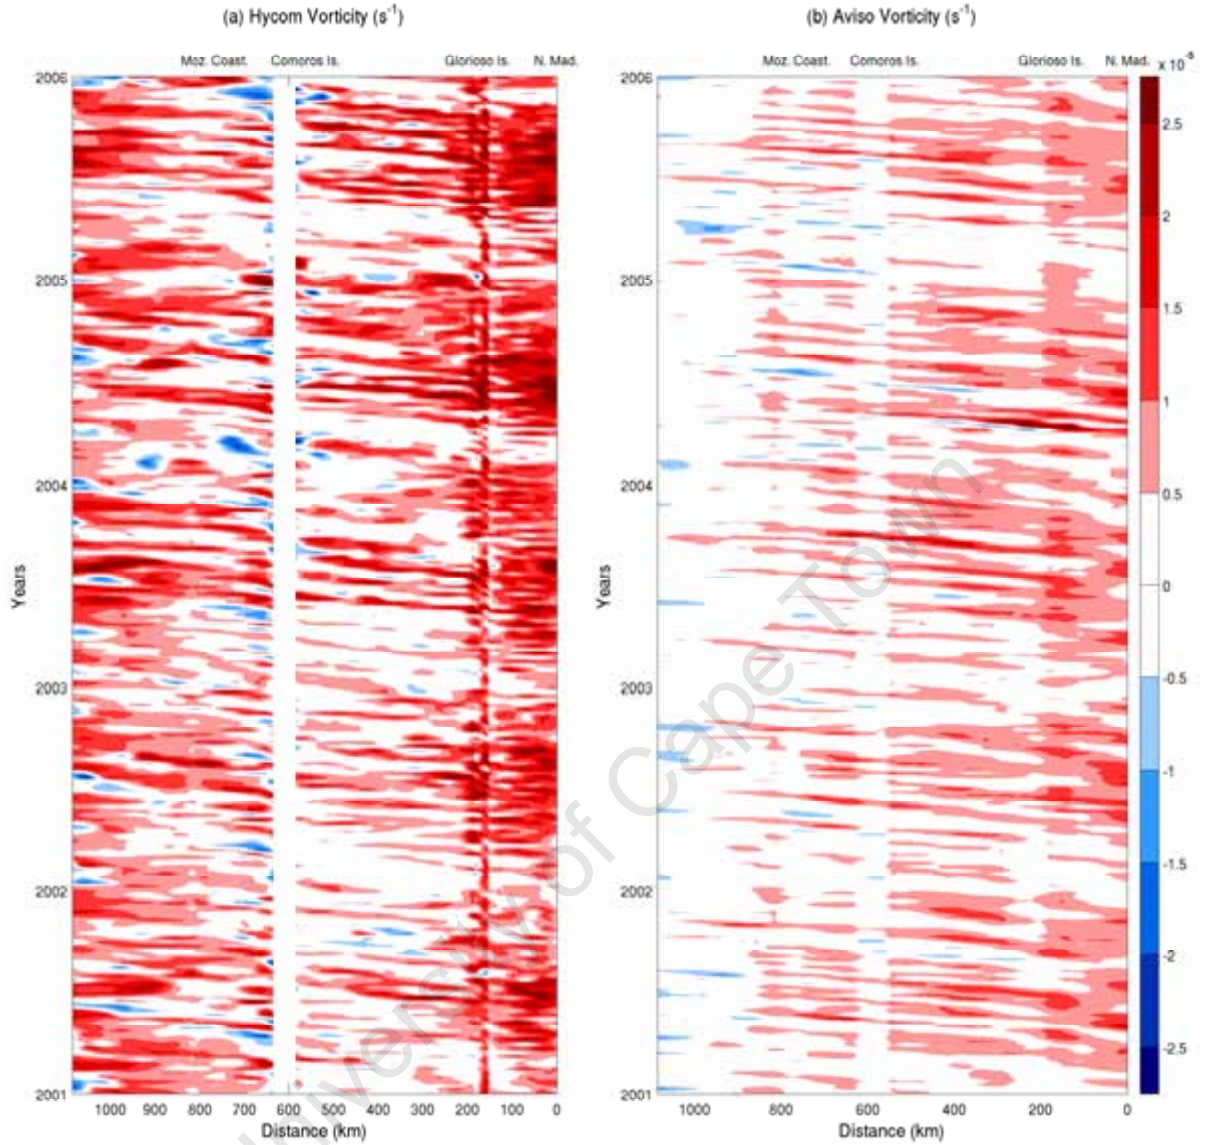 (a) Hycom Vorticity (s⁻¹)
(b) Aviso Vorticity (s⁻¹)
Moz. Coast. Comoros Is. Glorioso Is. N. Mad.
Moz. Coast. Comoros Is. Glorioso Is. N. Mad.
x 10⁻⁵
2006
2005
2004
2003
2002
2001
Years
1000 900 800 700 600 500 400 300 200 100 0
Distance (km)
2006
2005
2004
2003
2002
2001
Years
1000 800 600 400 200 0
Distance (km)
2.5
2
1.5
1
0.5
0
-0.5
-1
-1.5
-2
-2.5
University of Cape Town